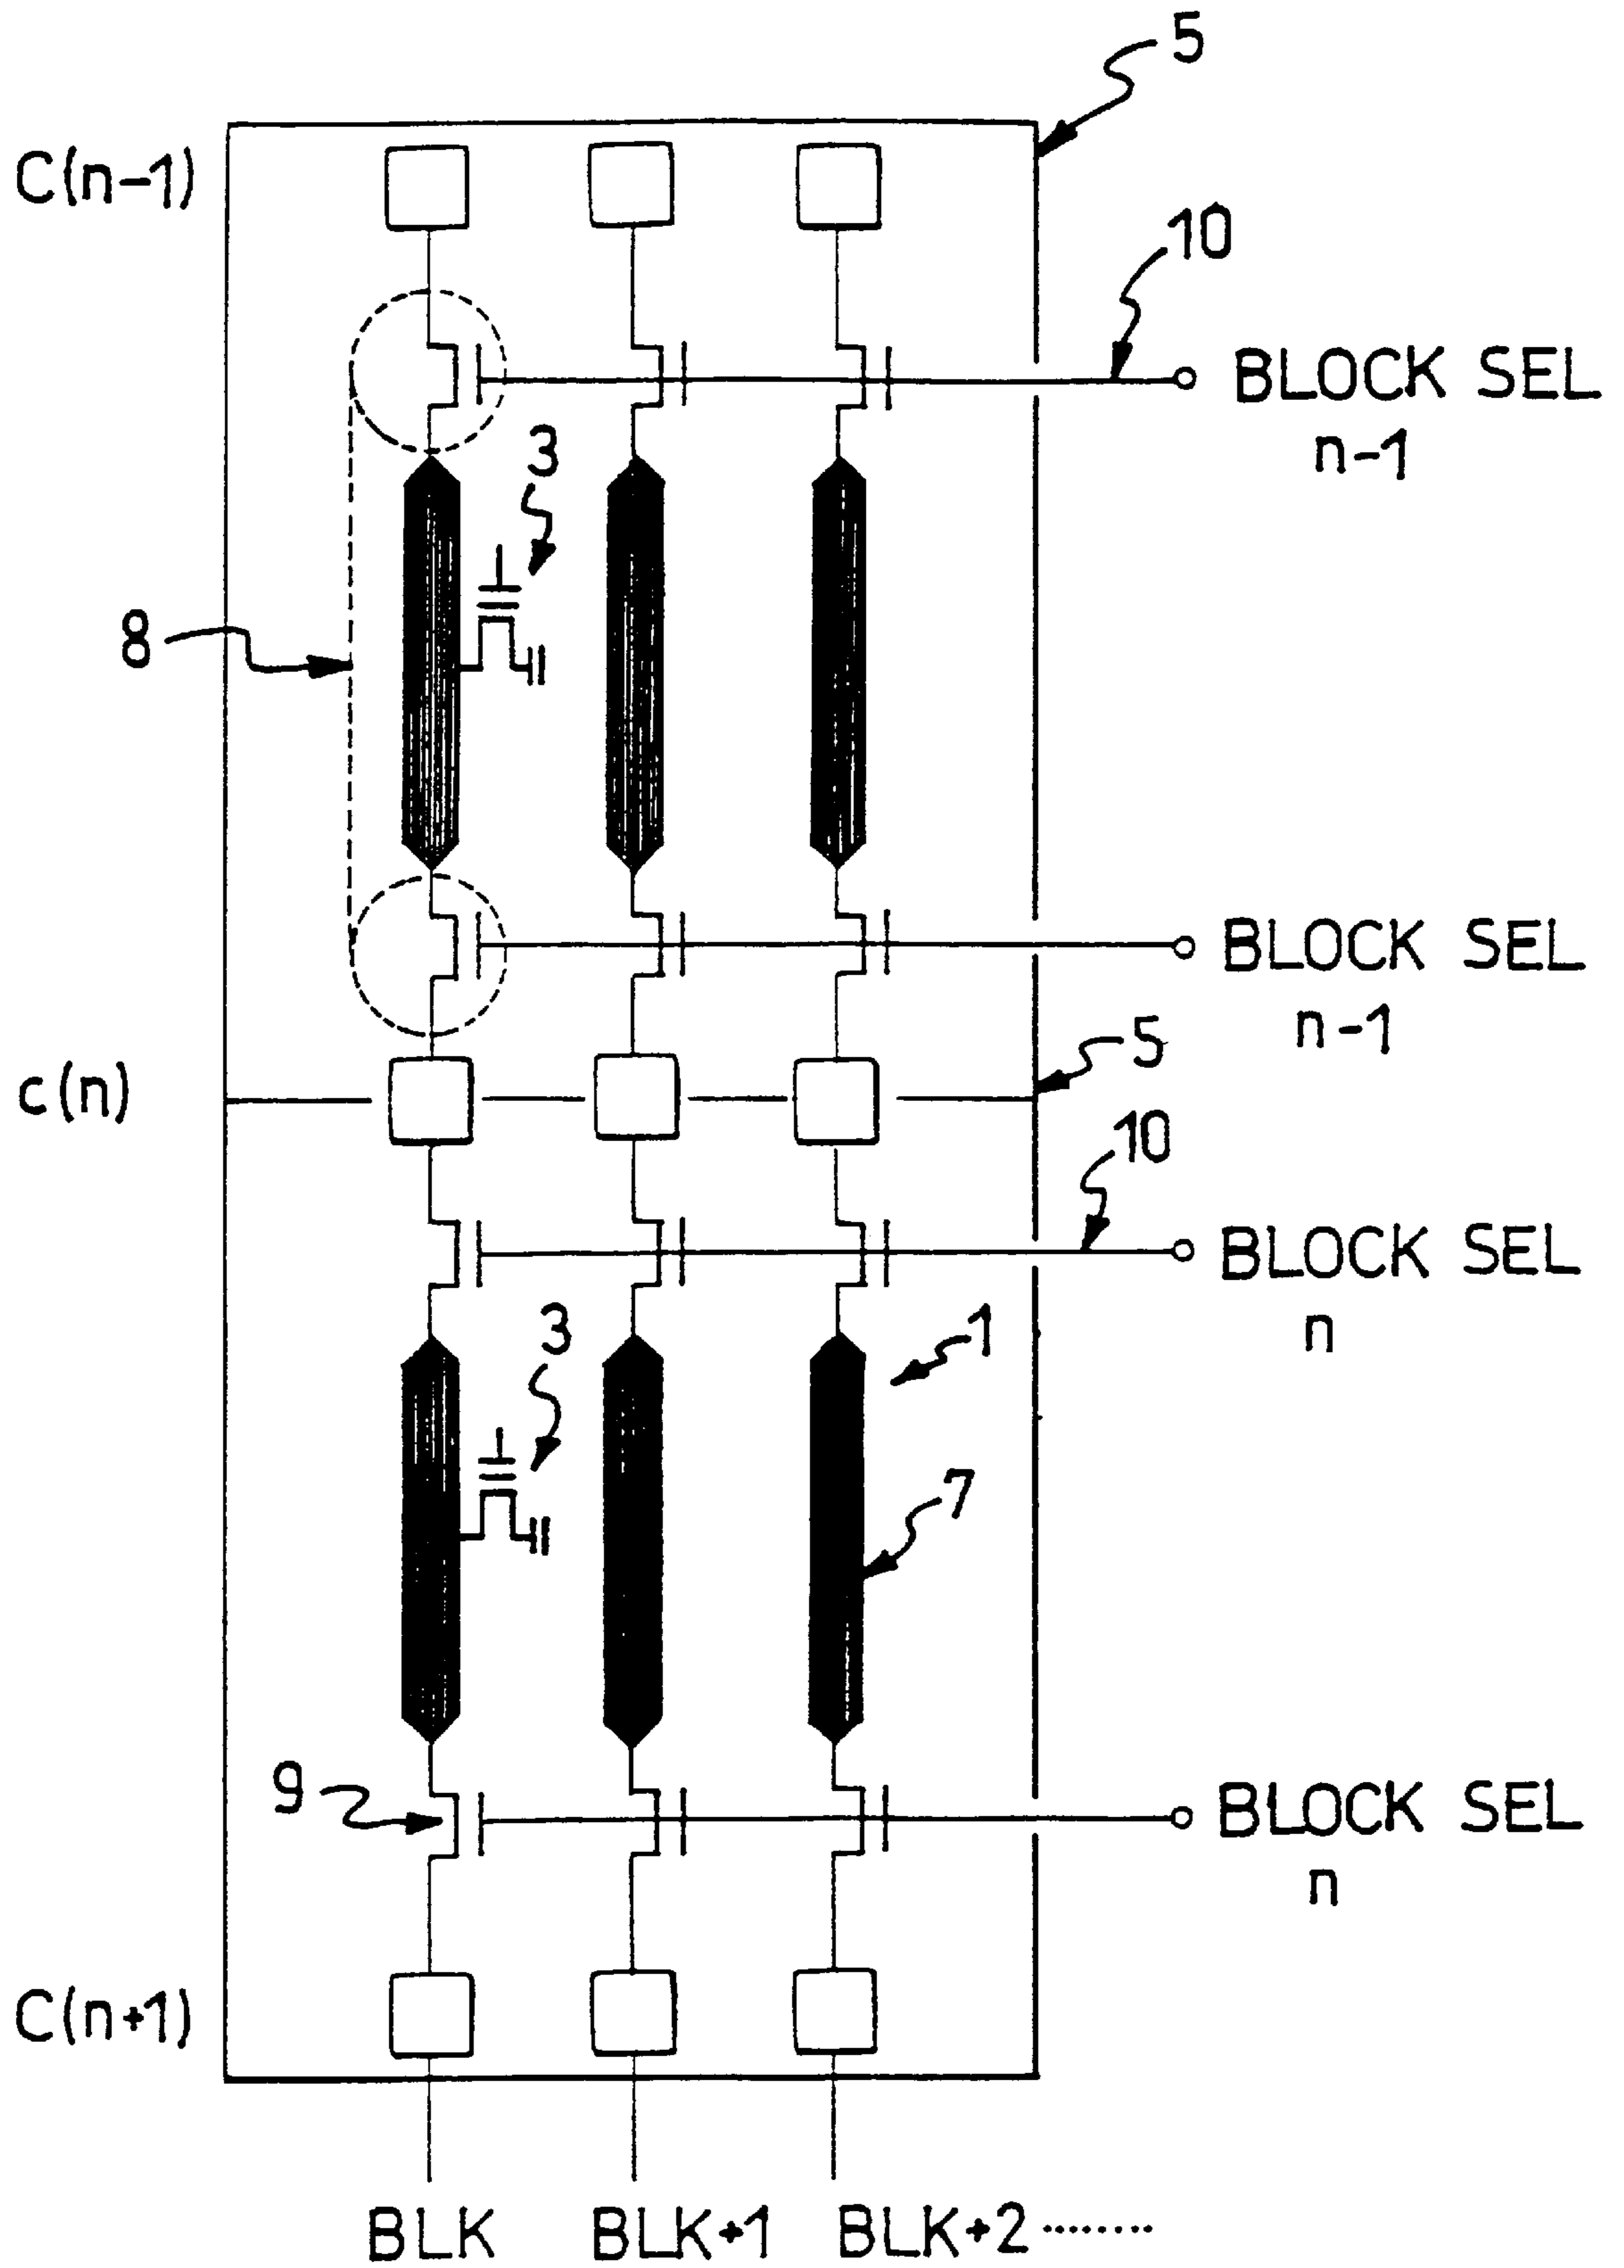 5
C(n-1)
10
BLOCK SEL
n-1
3
8
BLOCK SEL
n-1
5
c(n)
10
BLOCK SEL
n
3
1
7
9
BLOCK SEL
n
C(n+1)
BLK BLK+1 BLK+2 ········